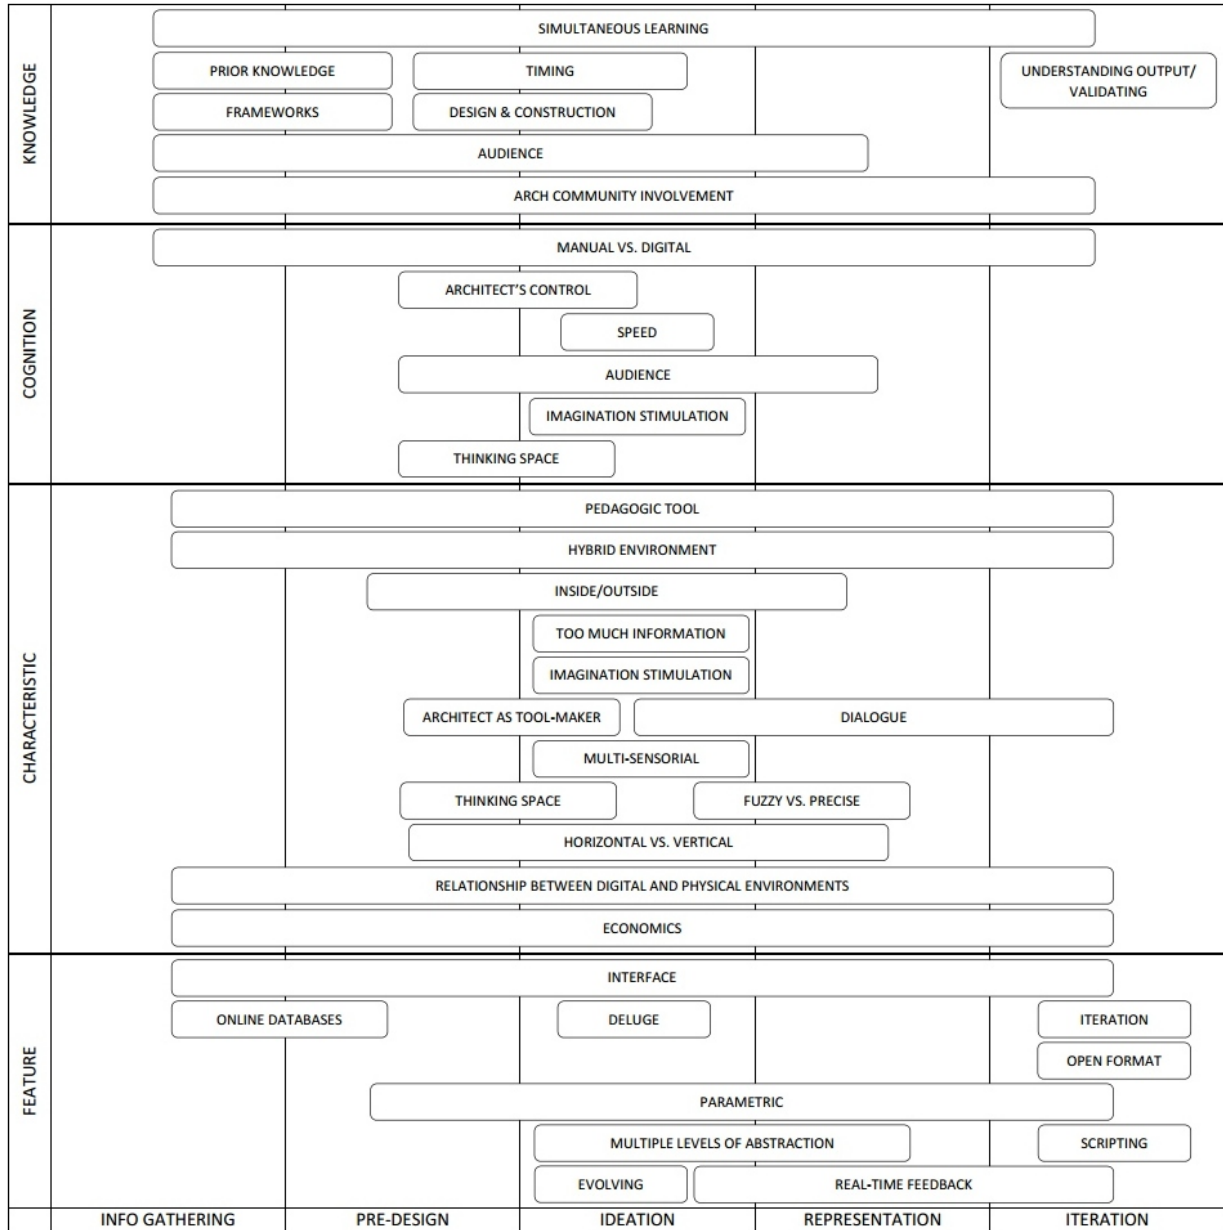 KNOWLEDGE
SIMULTANEOUS LEARNING
PRIOR KNOWLEDGE
TIMING
UNDERSTANDING OUTPUT/
VALIDATING
FRAMEWORKS
DESIGN & CONSTRUCTION
AUDIENCE
ARCH COMMUNITY INVOLVEMENT
COGNITION
MANUAL VS. DIGITAL
ARCHITECT'S CONTROL
SPEED
AUDIENCE
IMAGINATION STIMULATION
THINKING SPACE
CHARACTERISTIC
PEDAGOGIC TOOL
HYBRID ENVIRONMENT
INSIDE/OUTSIDE
TOO MUCH INFORMATION
IMAGINATION STIMULATION
ARCHITECT AS TOOL-MAKER
DIALOGUE
MULTI-SENSORIAL
THINKING SPACE
FUZZY VS. PRECISE
HORIZONTAL VS. VERTICAL
RELATIONSHIP BETWEEN DIGITAL AND PHYSICAL ENVIRONMENTS
ECONOMICS
FEATURE
INTERFACE
ONLINE DATABASES
DELUGE
ITERATION
OPEN FORMAT
PARAMETRIC
MULTIPLE LEVELS OF ABSTRACTION
SCRIPTING
EVOLVING
REAL-TIME FEEDBACK
INFO GATHERING
PRE-DESIGN
IDEATION
REPRESENTATION
ITERATION